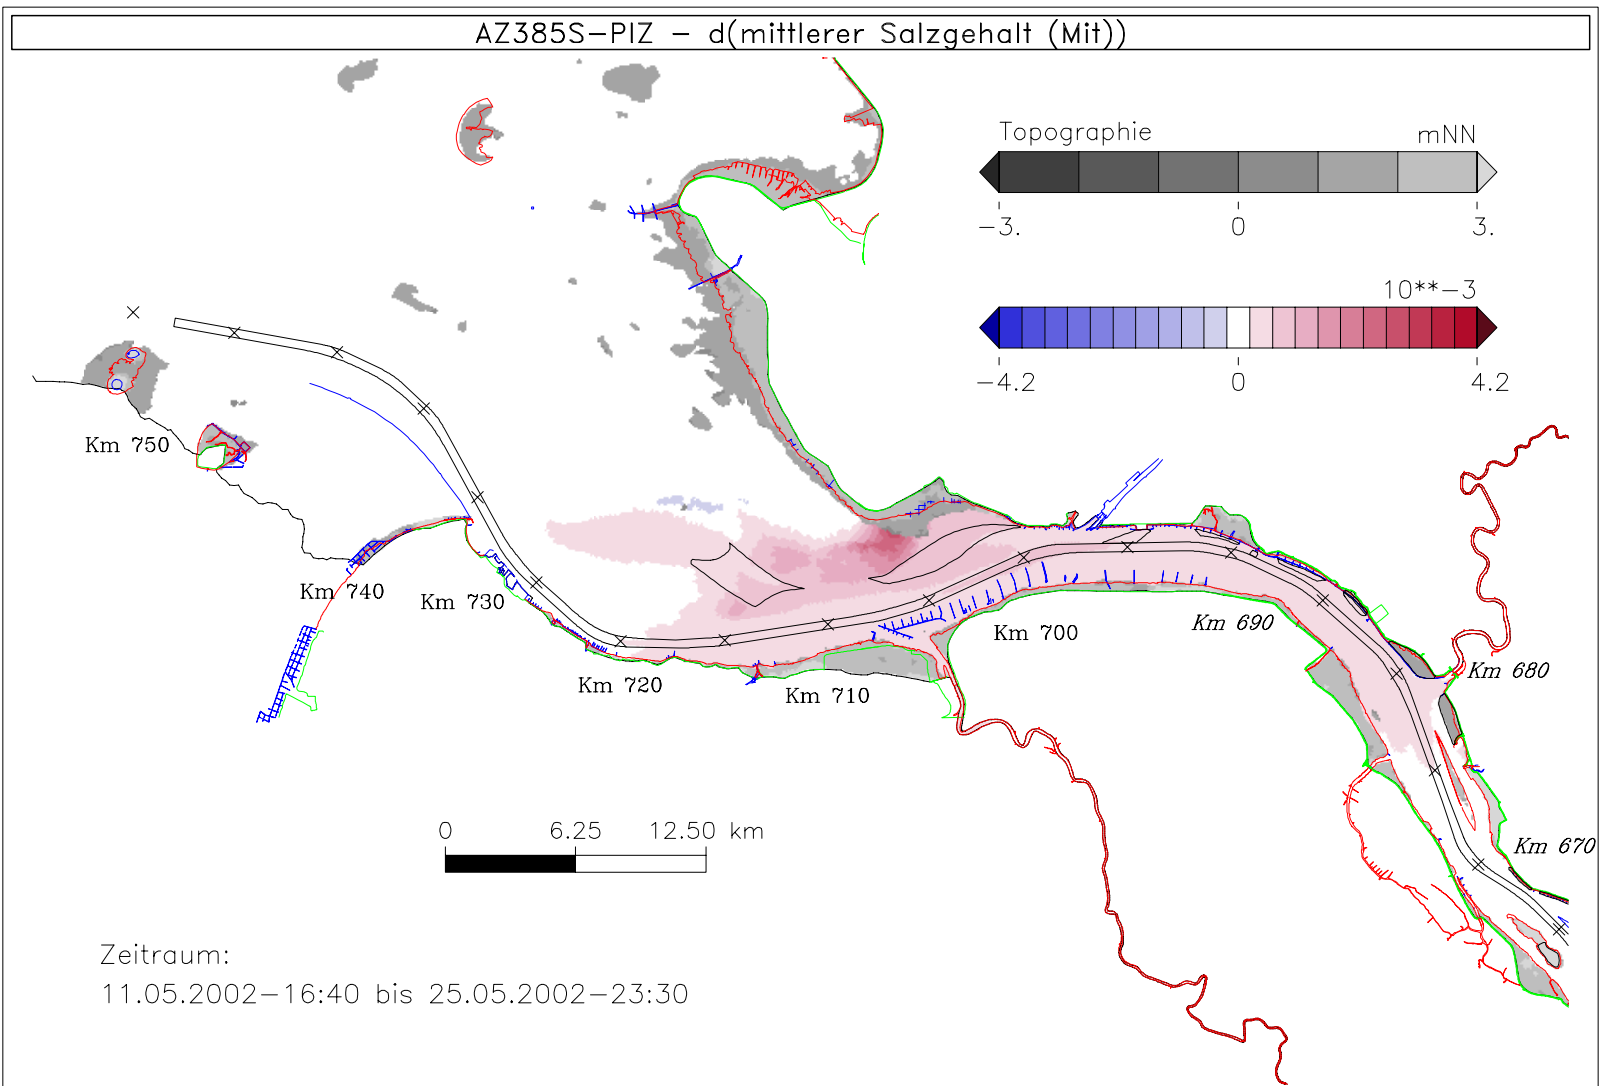 AZ385S-PIZ - d(mittlerer Salzgehalt (Mit))
Topographie mNN
-3. 0 3.
10**-3
-4.2 0 4.2
Km 750
Km 740
Km 730
Km 720
Km 710
Km 700
Km 690
Km 680
Km 670
0 6.25 12.50 km
Zeitraum:
11.05.2002-16:40 bis 25.05.2002-23:30